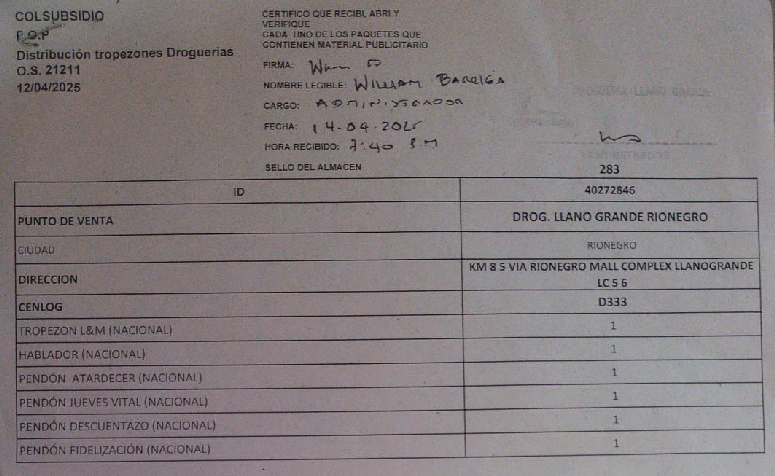 COLSUBSIDIO
P.O.P
Distribución tropezones Droguerias
O.S. 21211
12/04/2025
CERTIFICO QUE RECIBI, ABRI Y
VERIFIQUE
CADA UNO DE LOS PAQUETES QUE
CONTIENEN MATERIAL PUBLICITARIO
FIRMA:
NOMBRE LEGIBLE: WILLIAM
CARGO: ADMINISTRADOR
FECHA: 14-04-2025
HORA RECIBIDO: 7:40
SELLO DEL ALMACEN
283
ID 40272846
PUNTO DE VENTA DROG. LLANO GRANDE RIONEGRO
CIUDAD RIONEGRO
DIRECCION KM 8 5 VIA RIONEGRO MALL COMPLEX LLANOGRANDE
LC 5 6
CENLOG D333
TROPEZON L&M (NACIONAL) 1
HABLADOR (NACIONAL) 1
PENDÓN ATARDECER (NACIONAL) 1
PENDÓN JUEVES VITAL (NACIONAL) 1
PENDÓN DESCUENTAZO (NACIONAL) 1
PENDÓN FIDELIZACIÓN (NACIONAL) 1